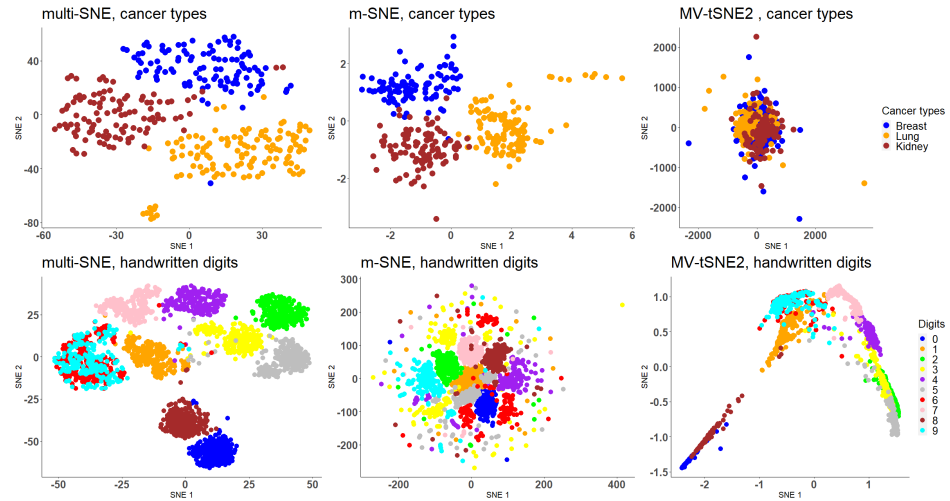 multi-SNE, cancer types
m-SNE, cancer types
MV-tSNE2 , cancer types
SNE 2
40
0
-40
-80
-60
-30
0
30
SNE 1
SNE 2
2
0
-2
-2
0
2
4
6
SNE 1
SNE 2
2000
1000
0
-1000
-2000
-2000
0
2000
SNE 1
Cancer types
Breast
Lung
Kidney
multi-SNE, handwritten digits
m-SNE, handwritten digits
MV-tSNE2, handwritten digits
SNE 2
25
0
-25
-50
-50
-25
0
25
50
SNE 1
SNE 2
300
200
100
0
-100
-200
-200
0
200
400
SNE 1
SNE 2
1.0
0.5
0.0
-0.5
-1.0
-1.5
-2
-1
0
1
SNE 1
Digits
0
1
2
3
4
5
6
7
8
9